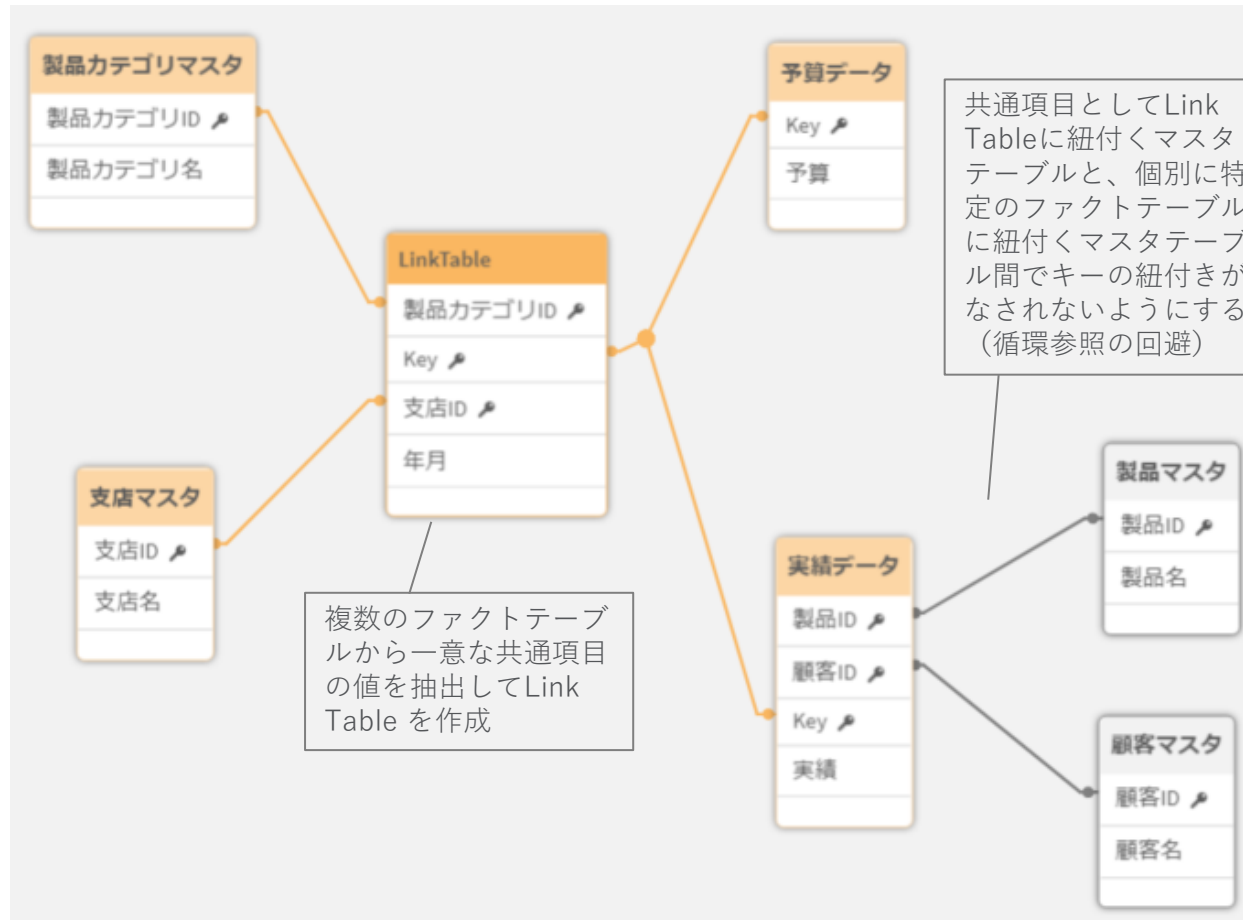 製品カテゴリマスタ
製品カテゴリID
製品カテゴリ名
予算データ
Key
予算
共通項目としてLink
Tableに紐付くマスタ
テーブルと、個別に特
定のファクトテーブル
に紐付くマスタテーブ
ル間でキーの紐付きが
なされないようにする
（循環参照の回避）
LinkTable
製品カテゴリID
Key
支店ID
年月
支店マスタ
支店ID
支店名
複数のファクトテーブ
ルから一意な共通項目
の値を抽出してLink
Table を作成
実績データ
製品ID
顧客ID
Key
実績
製品マスタ
製品ID
製品名
顧客マスタ
顧客ID
顧客名